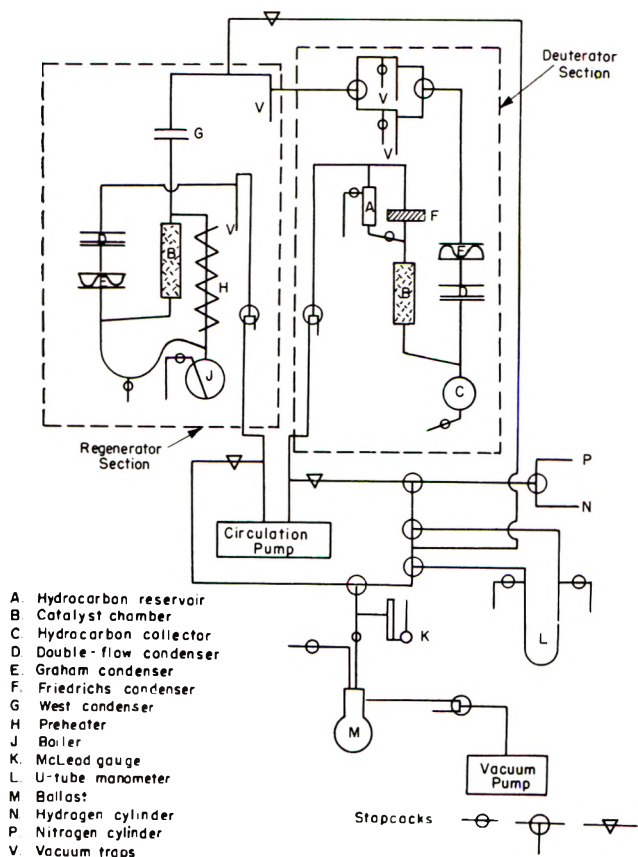 Deuterator
Section
V
V
G
V
V
A
F
B
H
E
E
D
D
B
J
C
Regenerator
Section
P
N
Circulation
Pump
K
L
M
Vacuum
Pump
Stopcocks
A. Hydrocarbon reservoir
B. Catalyst chamber
C. Hydrocarbon collector
D. Double-flow condenser
E. Graham condenser
F. Friedrichs condenser
G. West condenser
H. Preheater
J. Boiler
K. McLeod gauge
L. U-tube manometer
M. Ballast
N. Hydrogen cylinder
P. Nitrogen cylinder
V. Vacuum traps